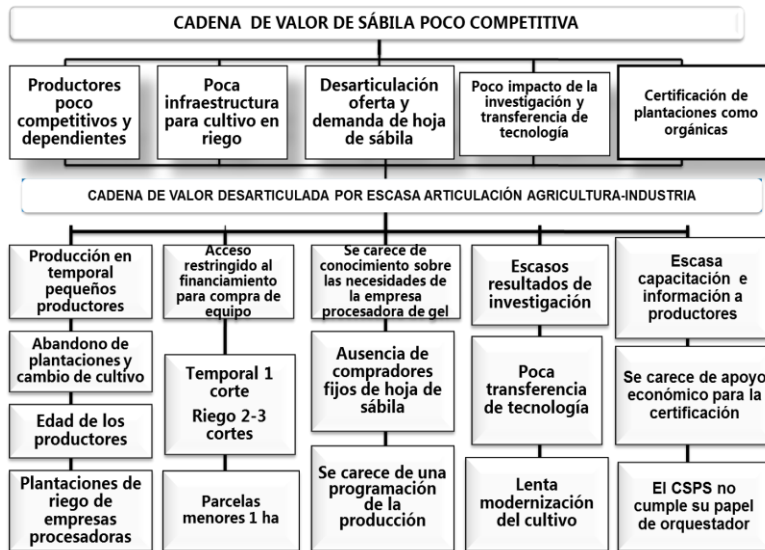 CADENA DE VALOR DE SÁBILA POCO COMPETITIVA
Productores
poco
competitivos y
dependientes
Poca
infraestructura
para cultivo en
riego
Desarticulación
oferta y
demanda de hoja
de sábila
Poco impacto de la
investigación y
transferencia de
tecnología
Certificación de
plantaciones como
orgánicas
CADENA DE VALOR DESARTICULADA POR ESCASA ARTICULACIÓN AGRICULTURA-INDUSTRIA
Producción en
temporal
pequeños
productores
Abandono de
plantaciones y
cambio de cultivo
Edad de los
productores
Plantaciones de
riego de
empresas
procesadoras
Acceso
restringido al
financiamiento
para compra de
equipo
Temporal 1
corte
Riego 2-3
cortes
Parcelas
menores 1 ha
Se carece de
conocimiento sobre
las necesidades de
la empresa
procesadora de gel
Ausencia de
compradores
fijos de hoja de
sábila
Se carece de una
programación
de la
producción
Escasos
resultados de
investigación
Poca
transferencia
de tecnología
Lenta
modernización
del cultivo
Escasa
capacitación e
información a
productores
Se carece de apoyo
económico para la
certificación
El CSPS no
cumple su papel
de orquestador